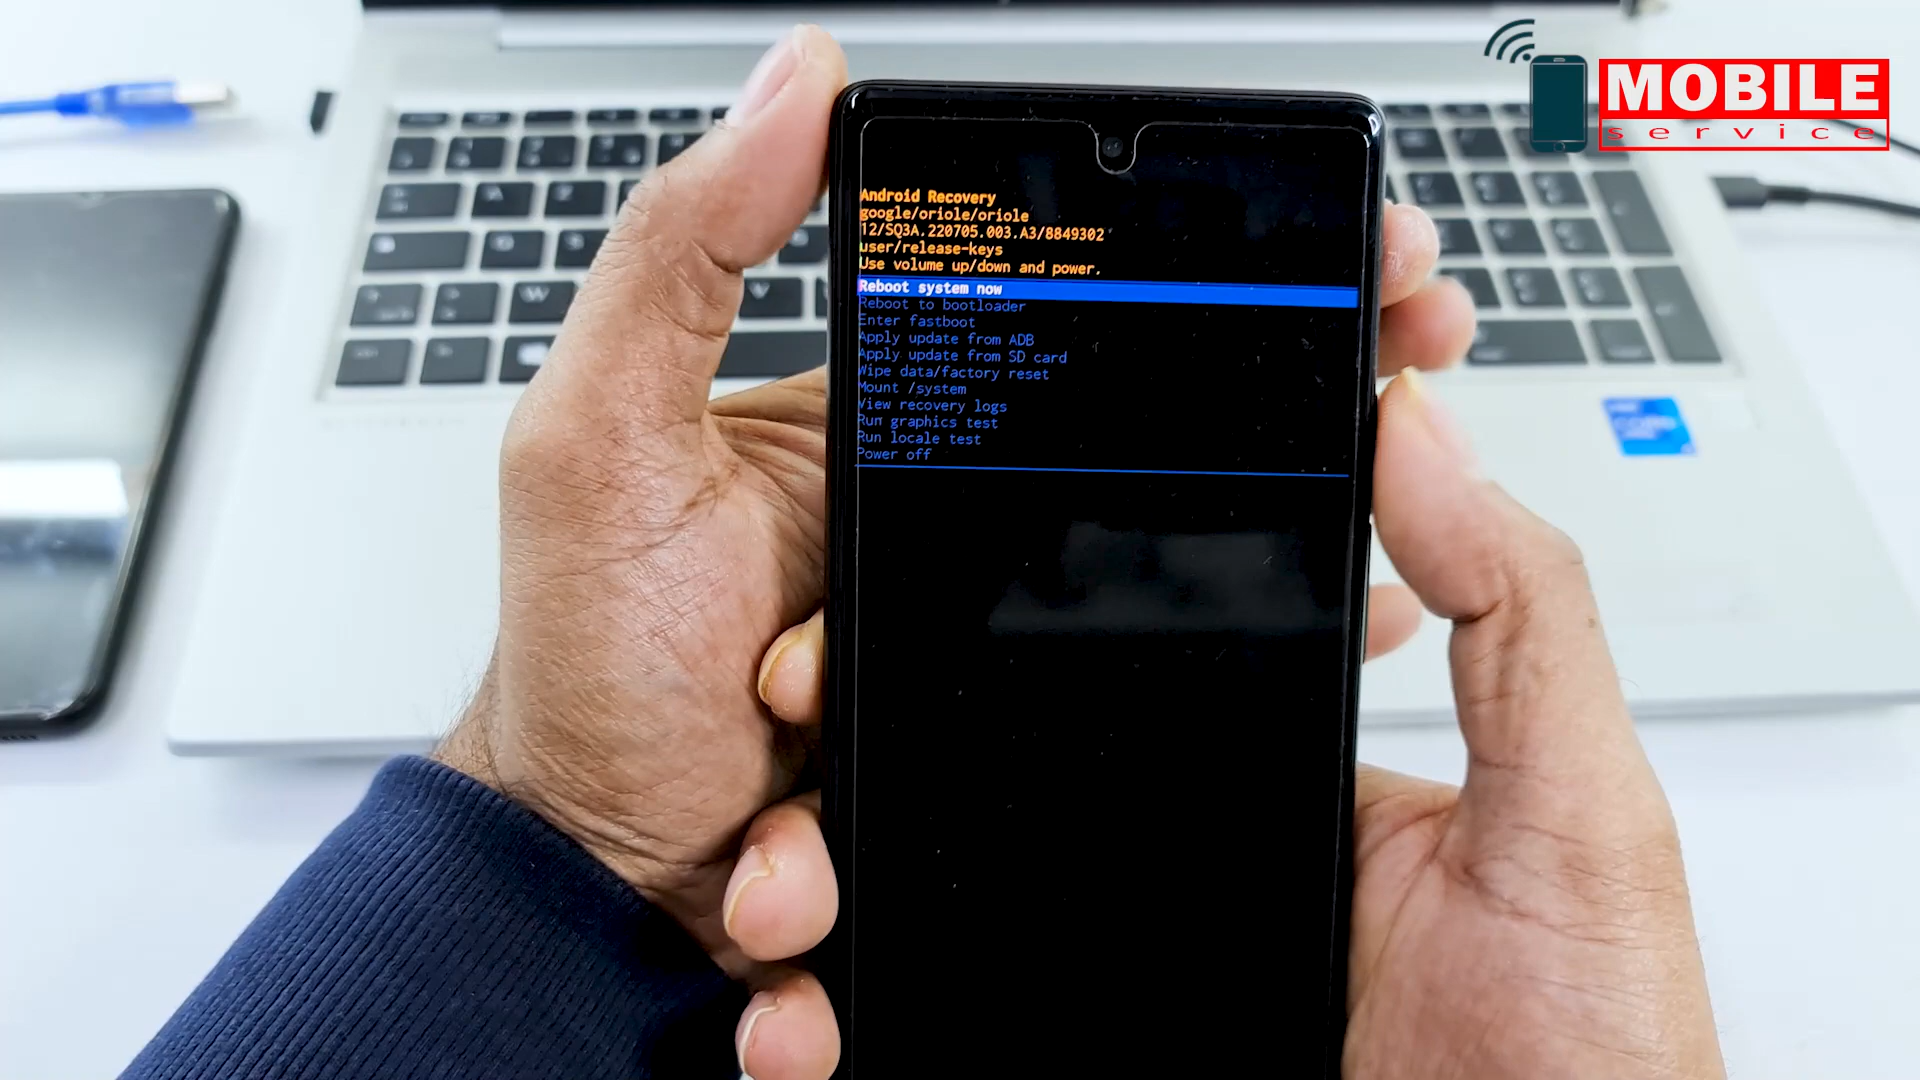 MOBILE
service
Android Recovery
google/oriole/oriole
12/SQ3A.220705.003.A3/8849302
user/release-keys
Use volume up/down and power.
Reboot system now
Reboot to bootloader
Enter fastboot
Apply update from ADB
Apply update from SD card
Wipe data/factory reset
Mount /system
View recovery logs
Run graphics test
Run locale test
Power off
W
V